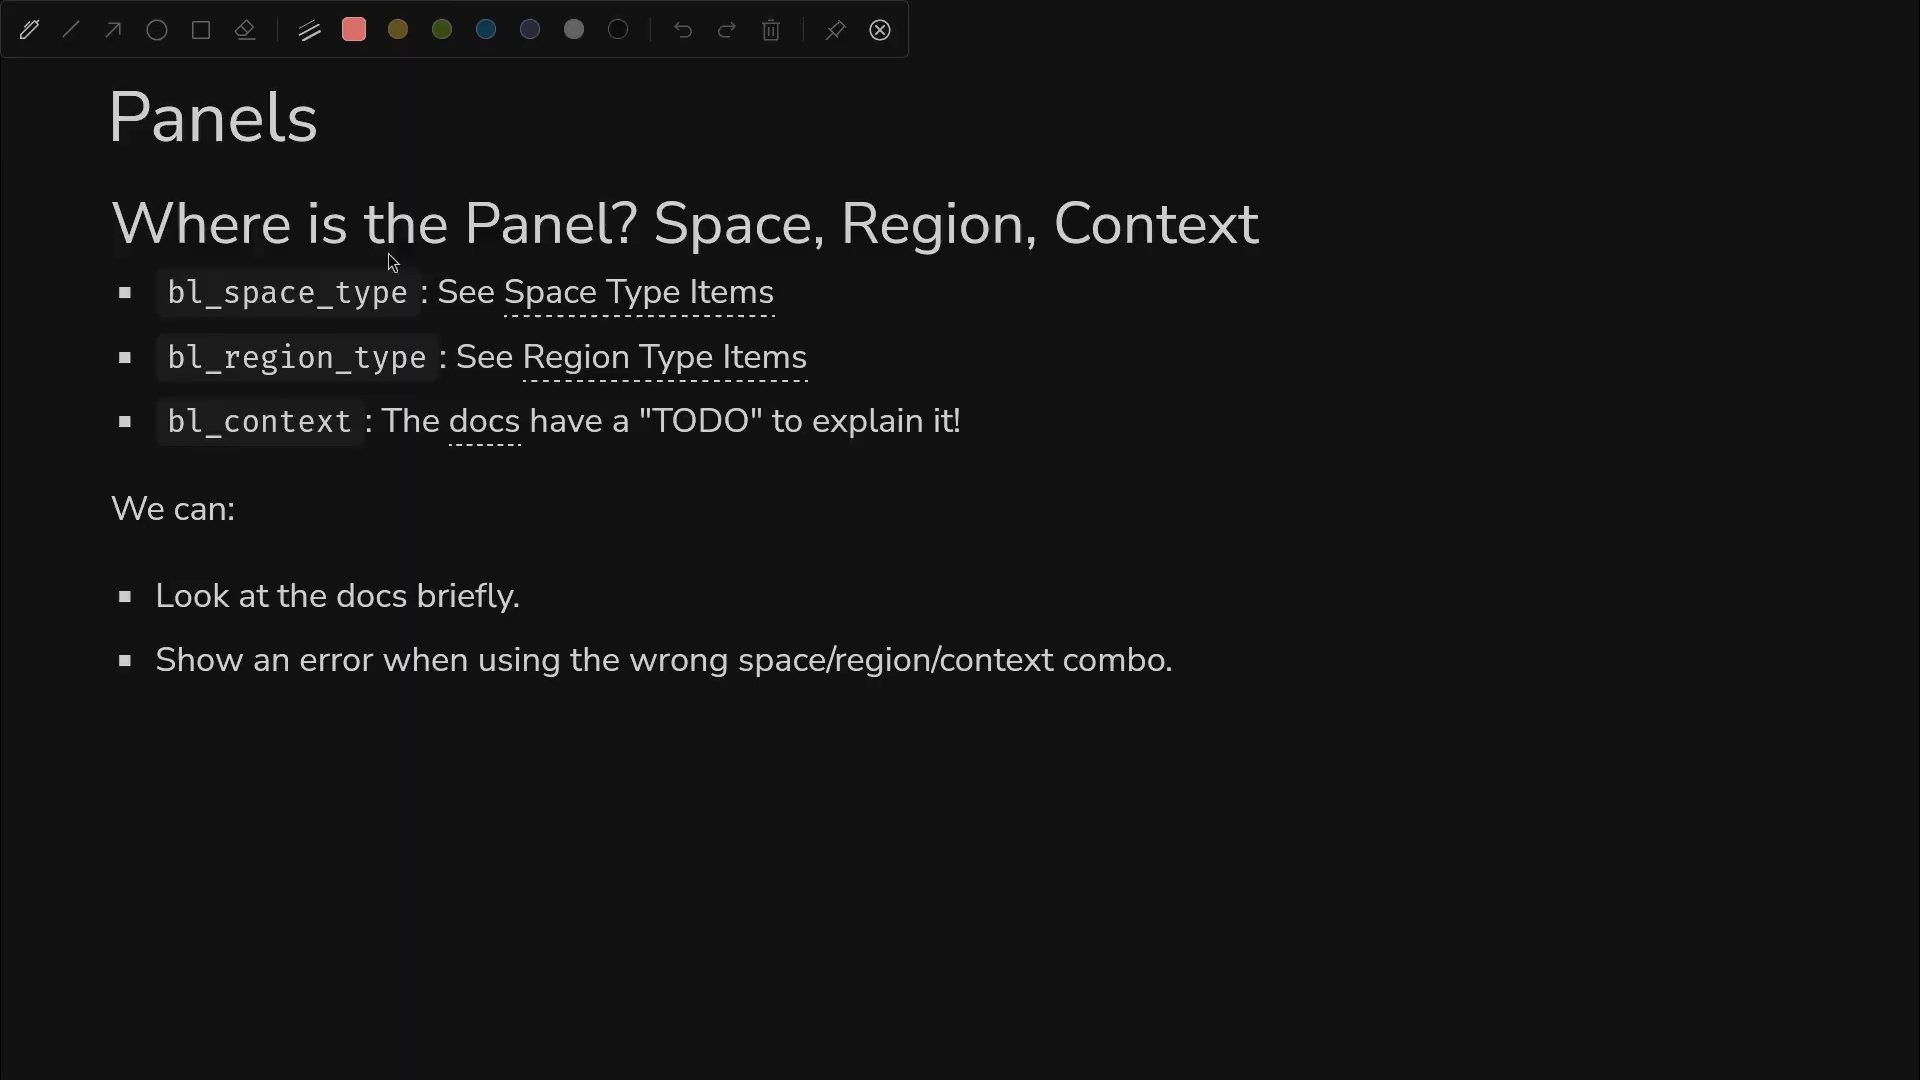 Panels
Where is the Panel? Space, Region, Context
bl_space_type : See Space Type Items
bl_region_type : See Region Type Items
bl_context : The docs have a "TODO" to explain it!
We can:
Look at the docs briefly.
Show an error when using the wrong space/region/context combo.